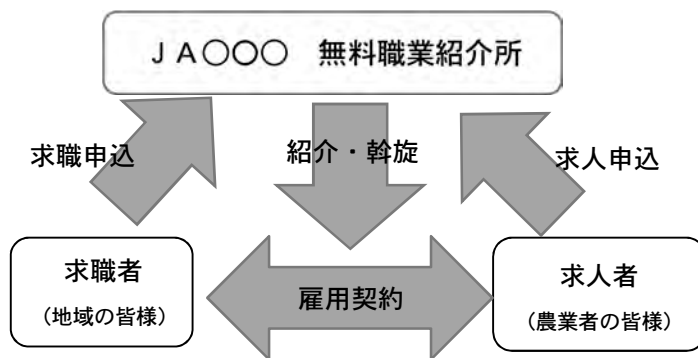 ＪＡ〇〇〇　無料職業紹介所
求職申込
紹介・斡旋
求人申込
求職者
（地域の皆様）
雇用契約
求人者
（農業者の皆様）